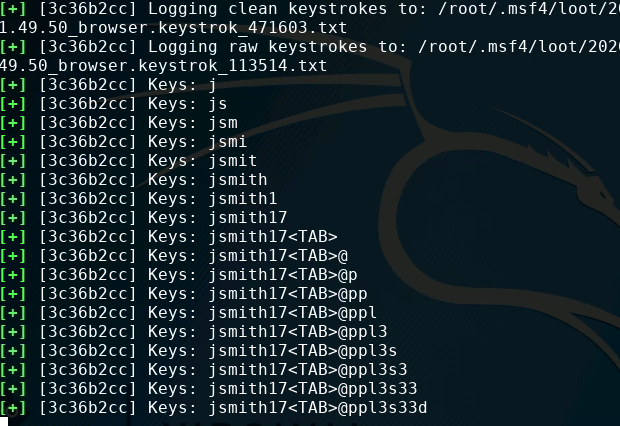 [+] [3c36b2cc] Logging clean keystrokes to: /root/.msf4/loot/20
1.49.50_browser.keystrok_471603.txt
[+] [3c36b2cc] Logging raw keystrokes to: /root/.msf4/loot/202
49.50_browser.keystrok_113514.txt
[+] [3c36b2cc] Keys: j
[+] [3c36b2cc] Keys: js
[+] [3c36b2cc] Keys: jsm
[+] [3c36b2cc] Keys: jsmi
[+] [3c36b2cc] Keys: jsmit
[+] [3c36b2cc] Keys: jsmith
[+] [3c36b2cc] Keys: jsmith1
[+] [3c36b2cc] Keys: jsmith17
[+] [3c36b2cc] Keys: jsmith17<TAB>
[+] [3c36b2cc] Keys: jsmith17<TAB>@
[+] [3c36b2cc] Keys: jsmith17<TAB>@p
[+] [3c36b2cc] Keys: jsmith17<TAB>@pp
[+] [3c36b2cc] Keys: jsmith17<TAB>@ppl
[+] [3c36b2cc] Keys: jsmith17<TAB>@ppl3
[+] [3c36b2cc] Keys: jsmith17<TAB>@ppl3s
[+] [3c36b2cc] Keys: jsmith17<TAB>@ppl3s3
[+] [3c36b2cc] Keys: jsmith17<TAB>@ppl3s33
[+] [3c36b2cc] Keys: jsmith17<TAB>@ppl3s33d